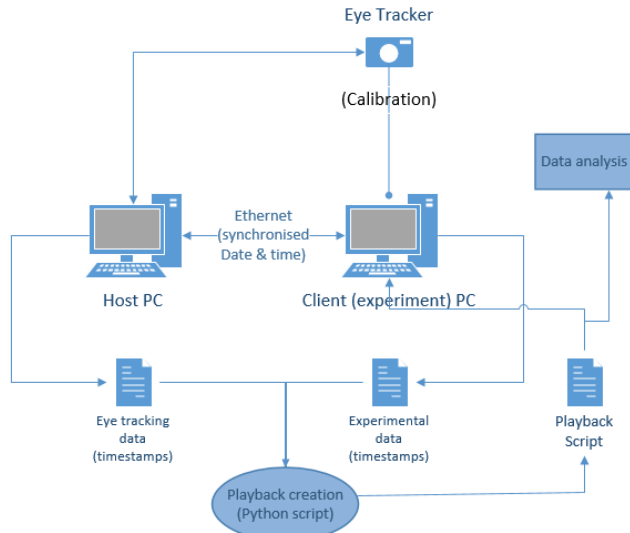 Eye Tracker
(Calibration)
Data analysis
Ethernet
(synchronised
Date & time)
Host PC
Client (experiment) PC
Eye tracking
data
(timestamps)
Experimental
data
(timestamps)
Playback
Script
Playback creation
(Python script)